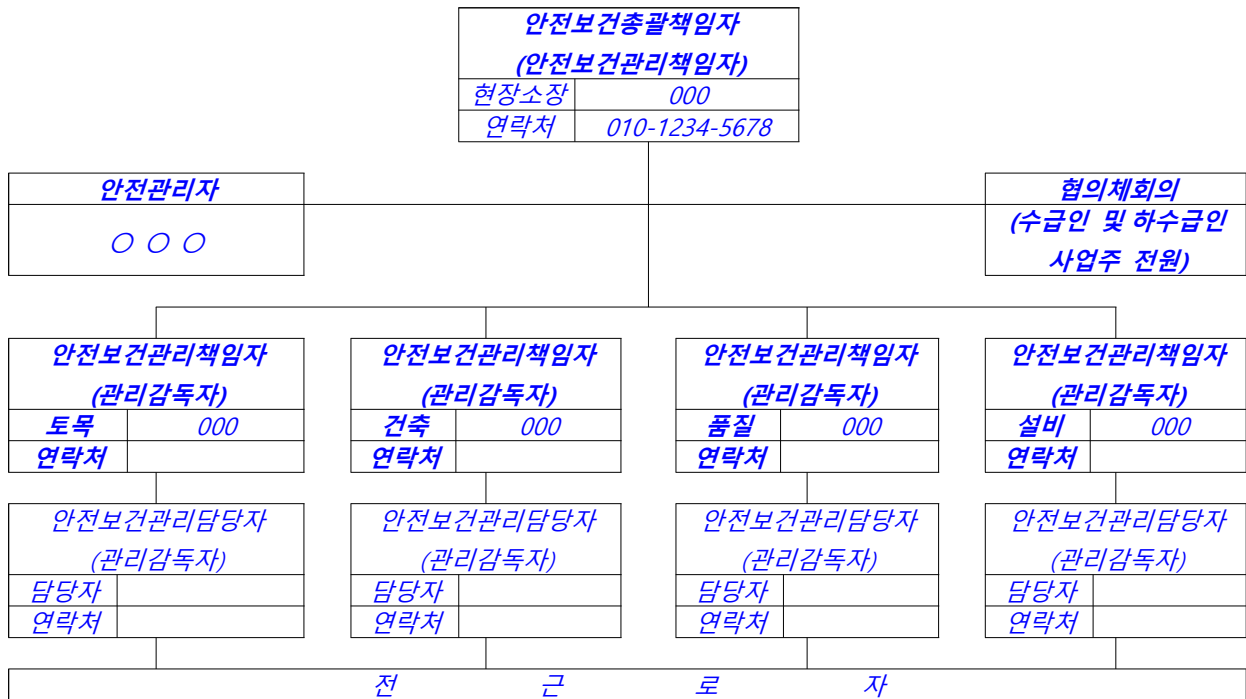 안전보건총괄책임자
(안전보건관리책임자)
현장소장 000
연락처 010-1234-5678
안전관리자
○ ○ ○
협의체회의
(수급인 및 하수급인
사업주 전원)
안전보건관리책임자
(관리감독자)
토목 000
연락처
안전보건관리책임자
(관리감독자)
건축 000
연락처
안전보건관리책임자
(관리감독자)
품질 000
연락처
안전보건관리책임자
(관리감독자)
설비 000
연락처
안전보건관리담당자
(관리감독자)
담당자
연락처
안전보건관리담당자
(관리감독자)
담당자
연락처
안전보건관리담당자
(관리감독자)
담당자
연락처
안전보건관리담당자
(관리감독자)
담당자
연락처
전 근 로 자